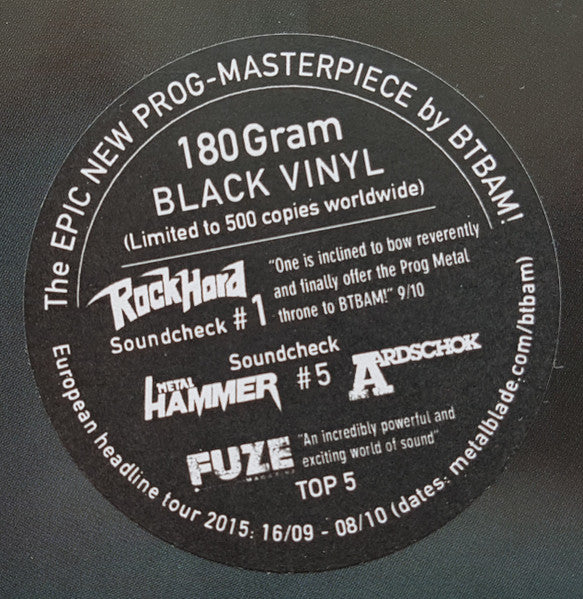 The EPIC NEW PROG-MASTERPIECE by BTBAM!
180Gram
BLACK VINYL
(Limited to 500 copies worldwide)
RockHard
Soundcheck #1
"One is inclined to bow reverently
and finally offer the Prog Metal
throne to BTBAM!" 9/10
METAL
HAMMER
Soundcheck
#5
ARDSCHOK
FUZE
MAGAZINE
"An incredibly powerful and
exciting world of sound"
TOP 5
European headline tour 2015: 16/09 - 08/10 (dates: metalblade.com/btbam)